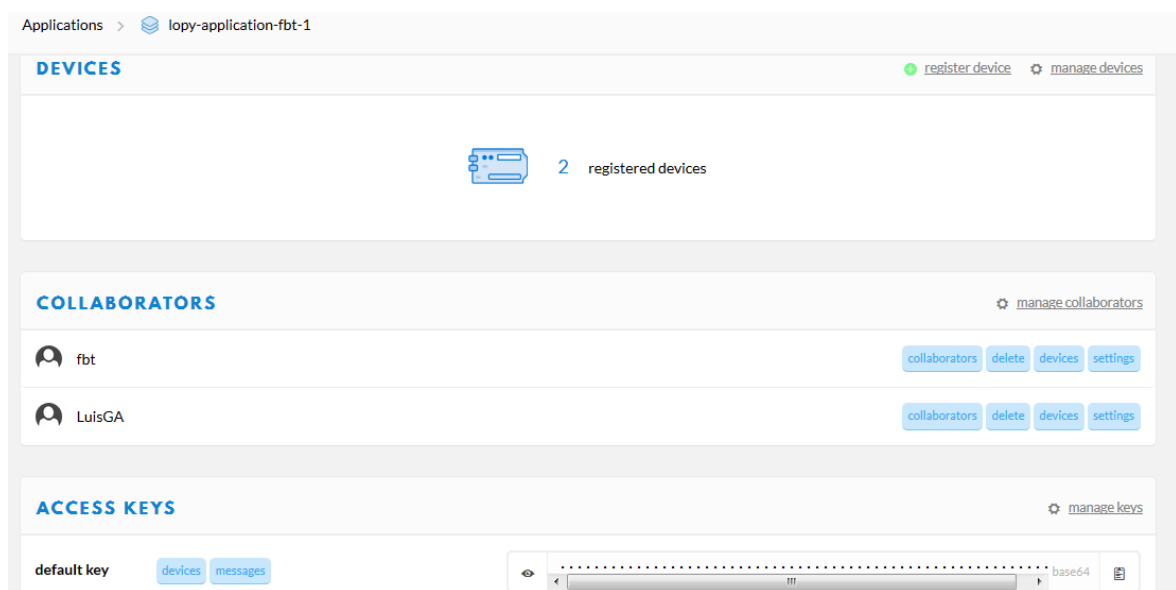 Applications > lopy-application-fbt-1
DEVICES register device manage devices
2 registered devices
COLLABORATORS manage collaborators
fbt collaborators delete devices settings
LuisGA collaborators delete devices settings
ACCESS KEYS manage keys
default key devices messages base64